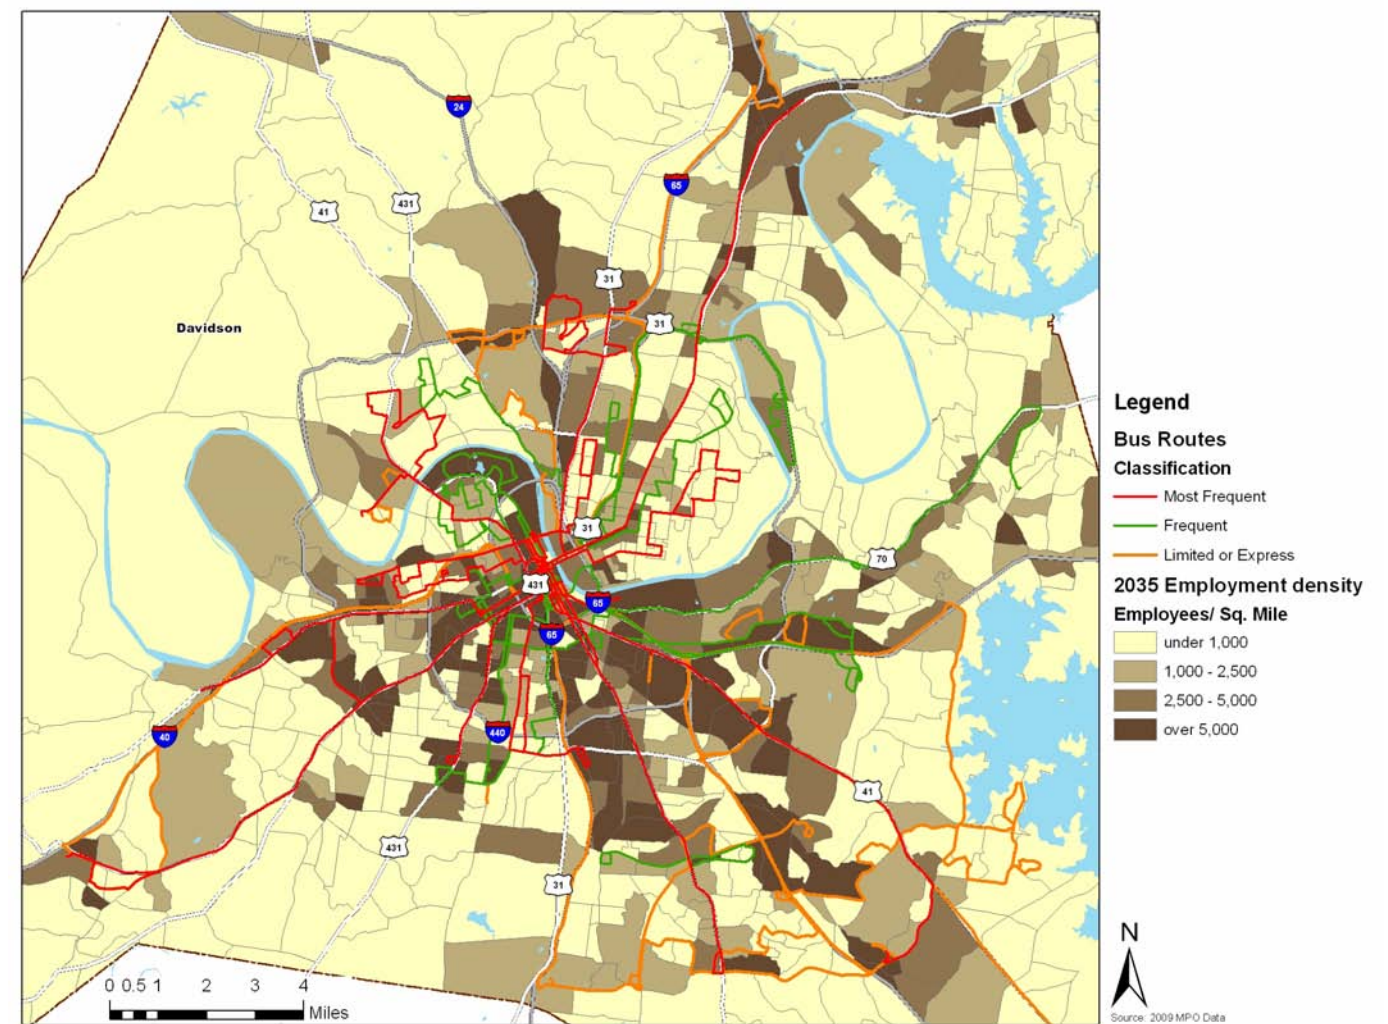 24
65
41
431
31
Davidson
31
Legend
Bus Routes
Classification
Most Frequent
31
Frequent
70
Limited or Express
431
2035 Employment density
65
Employees/ Sq. Mile
65
under 1,000
1,000 - 2,500
2,500 - 5,000
40
440
over 5,000
41
431
31
N
0 0.5 1 2 3 4
Miles
Source: 2009 MPO Data